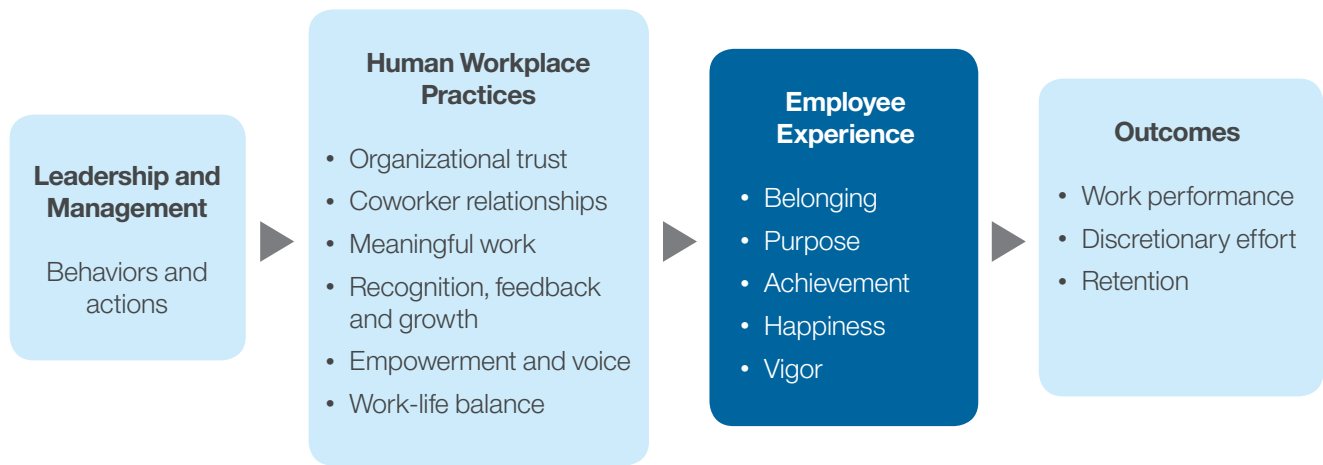 Leadership and
Management
Behaviors and
actions
Human Workplace
Practices
• Organizational trust
• Coworker relationships
• Meaningful work
• Recognition, feedback
and growth
• Empowerment and voice
• Work-life balance
Employee
Experience
• Belonging
• Purpose
• Achievement
• Happiness
• Vigor
Outcomes
• Work performance
• Discretionary effort
• Retention